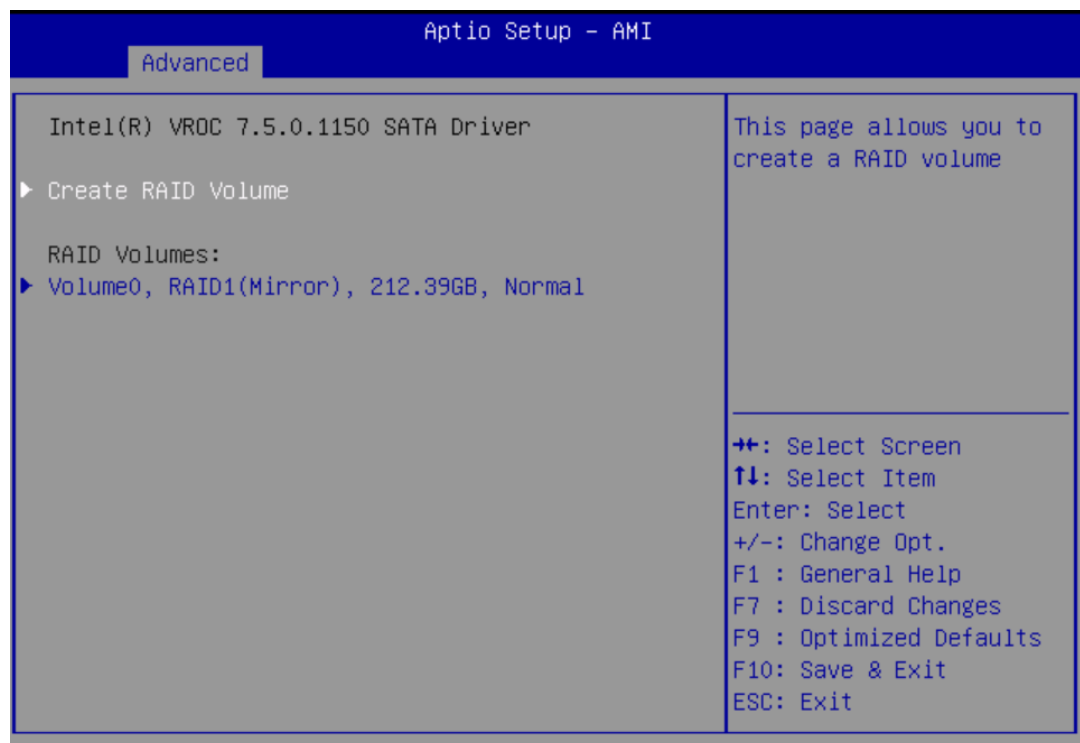 Aptio Setup – AMI
Advanced
Intel(R) VROC 7.5.0.1150 SATA Driver
Create RAID Volume
RAID Volumes:
Volume0, RAID1(Mirror), 212.39GB, Normal
This page allows you to
create a RAID volume
→←: Select Screen
↑↓: Select Item
Enter: Select
+/-: Change Opt.
F1 : General Help
F7 : Discard Changes
F9 : Optimized Defaults
F10: Save & Exit
ESC: Exit